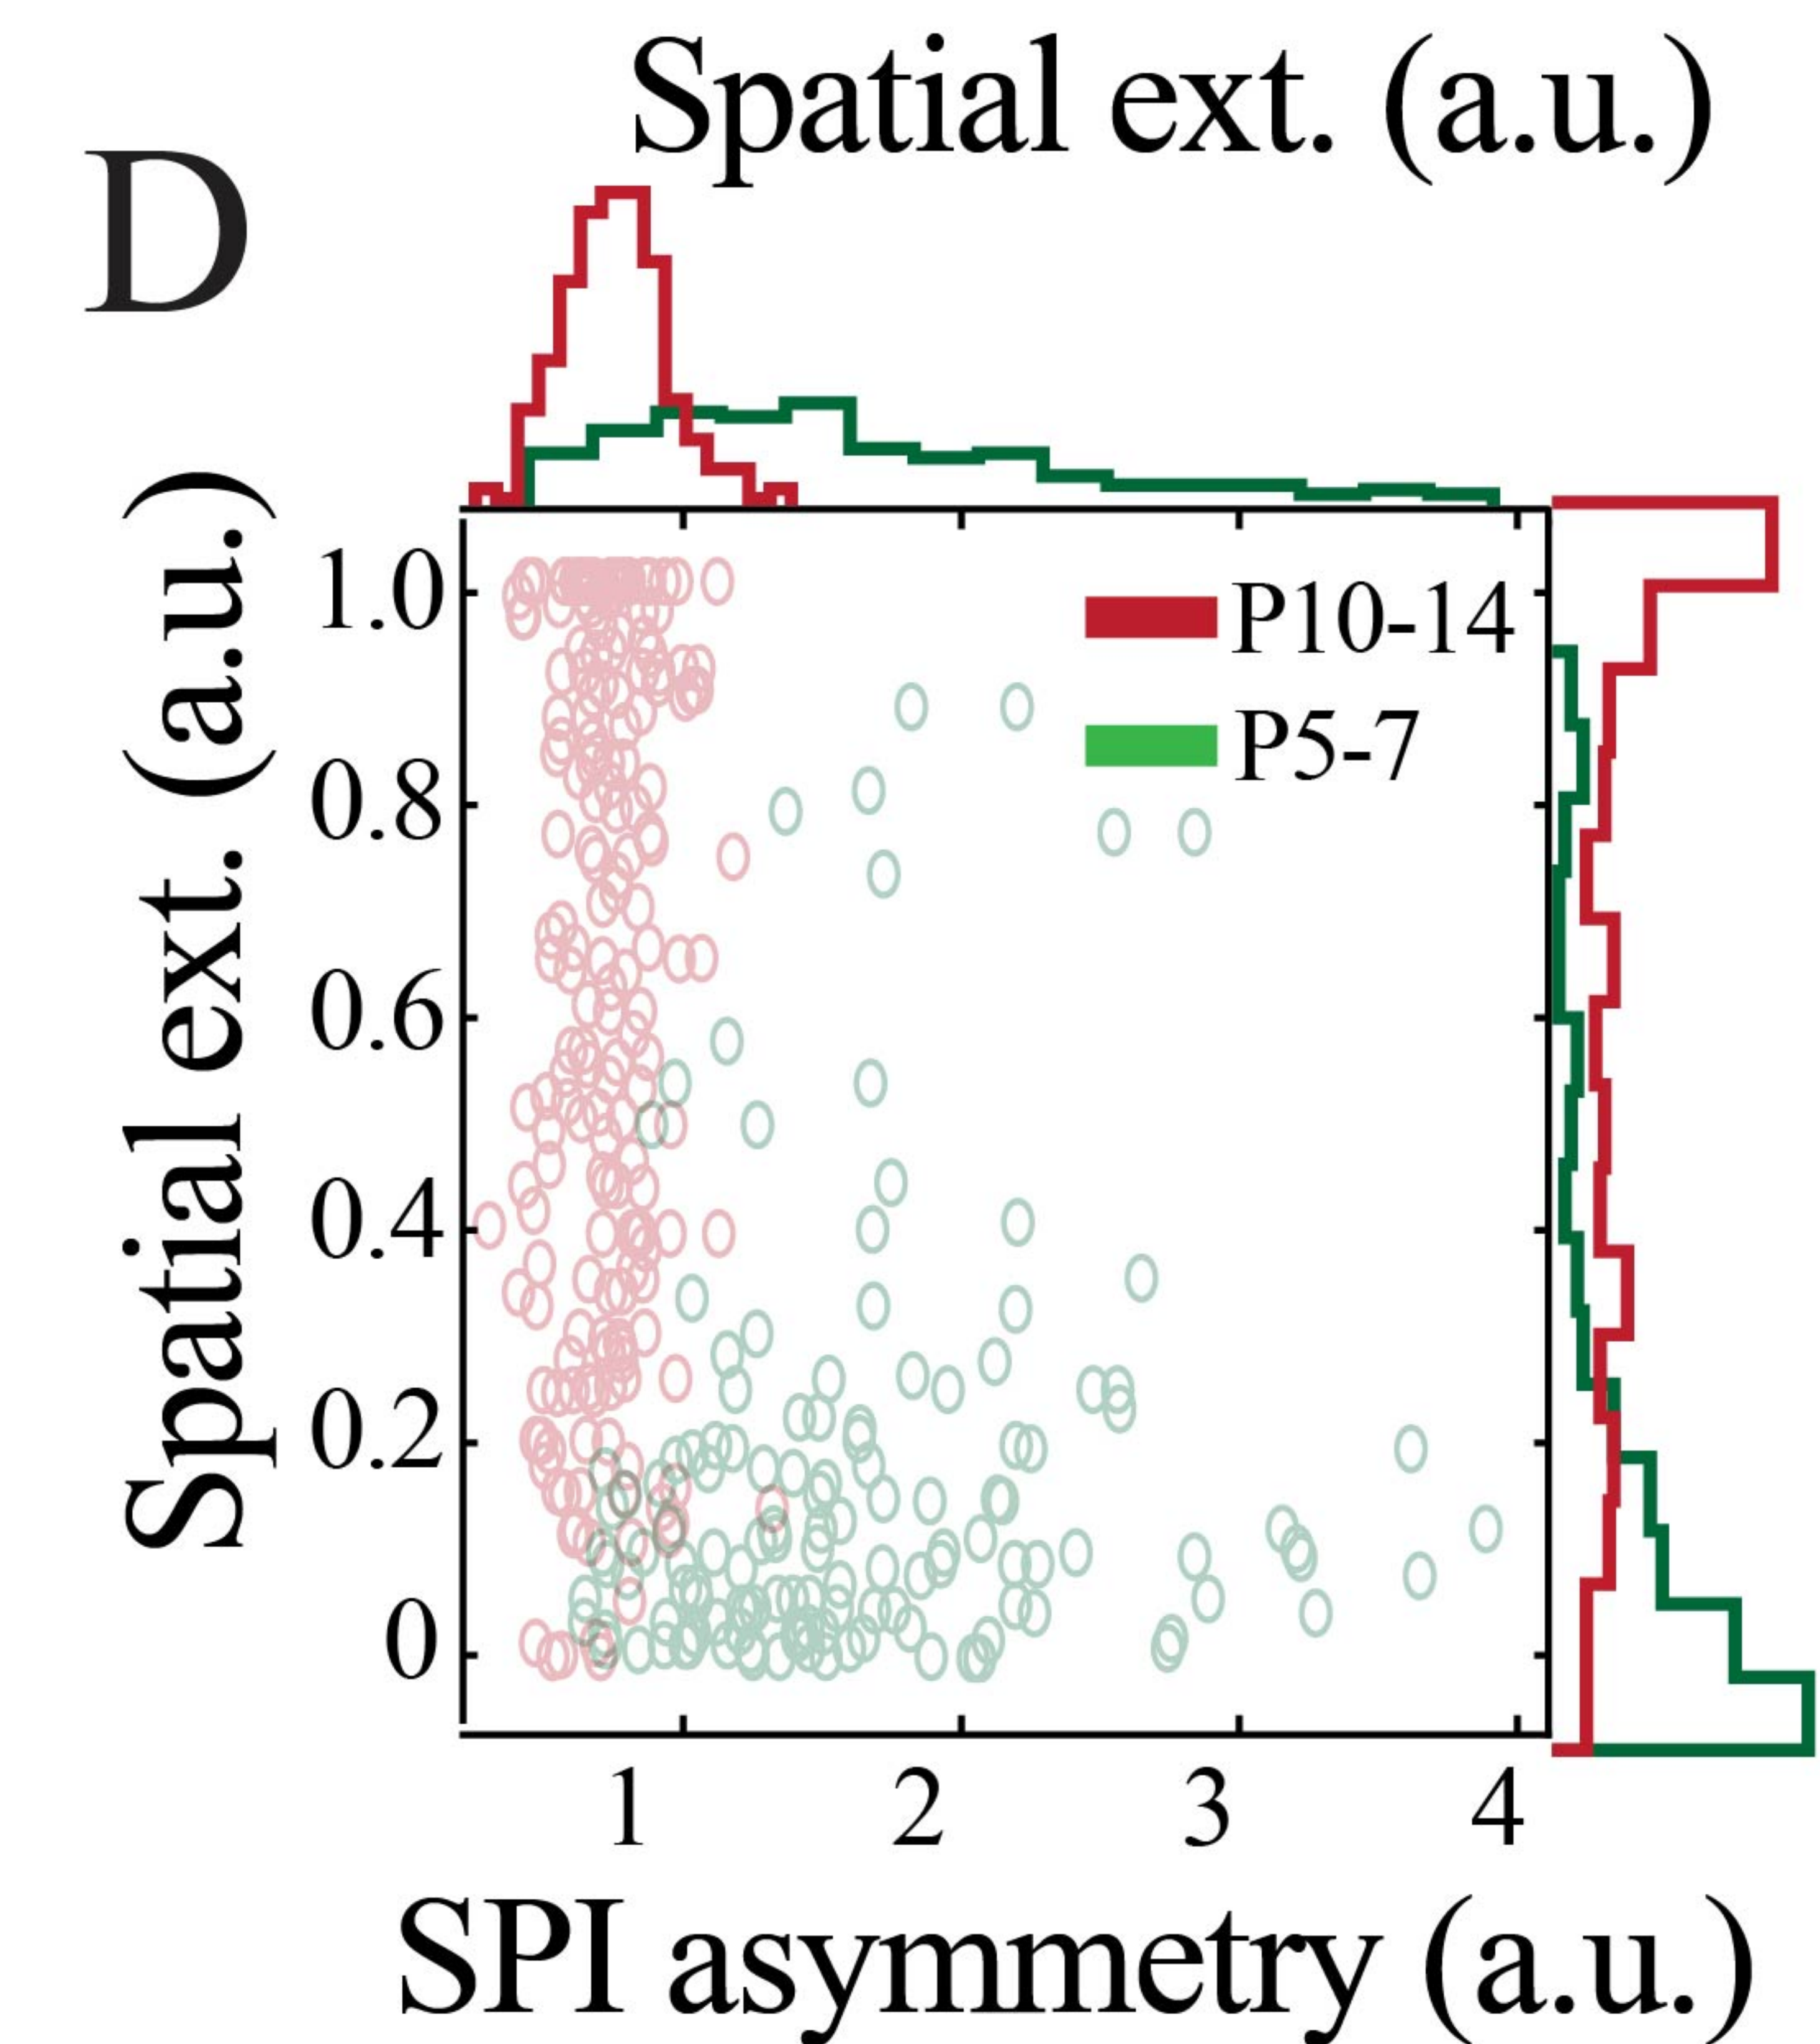 Spatial ext. (a.u.)
D
Spatial ext. (a.u.)
1.0
0.8
0.6
0.4
0.2
0
P10-14
P5-7
1 2 3 4
SPI asymmetry (a.u.)